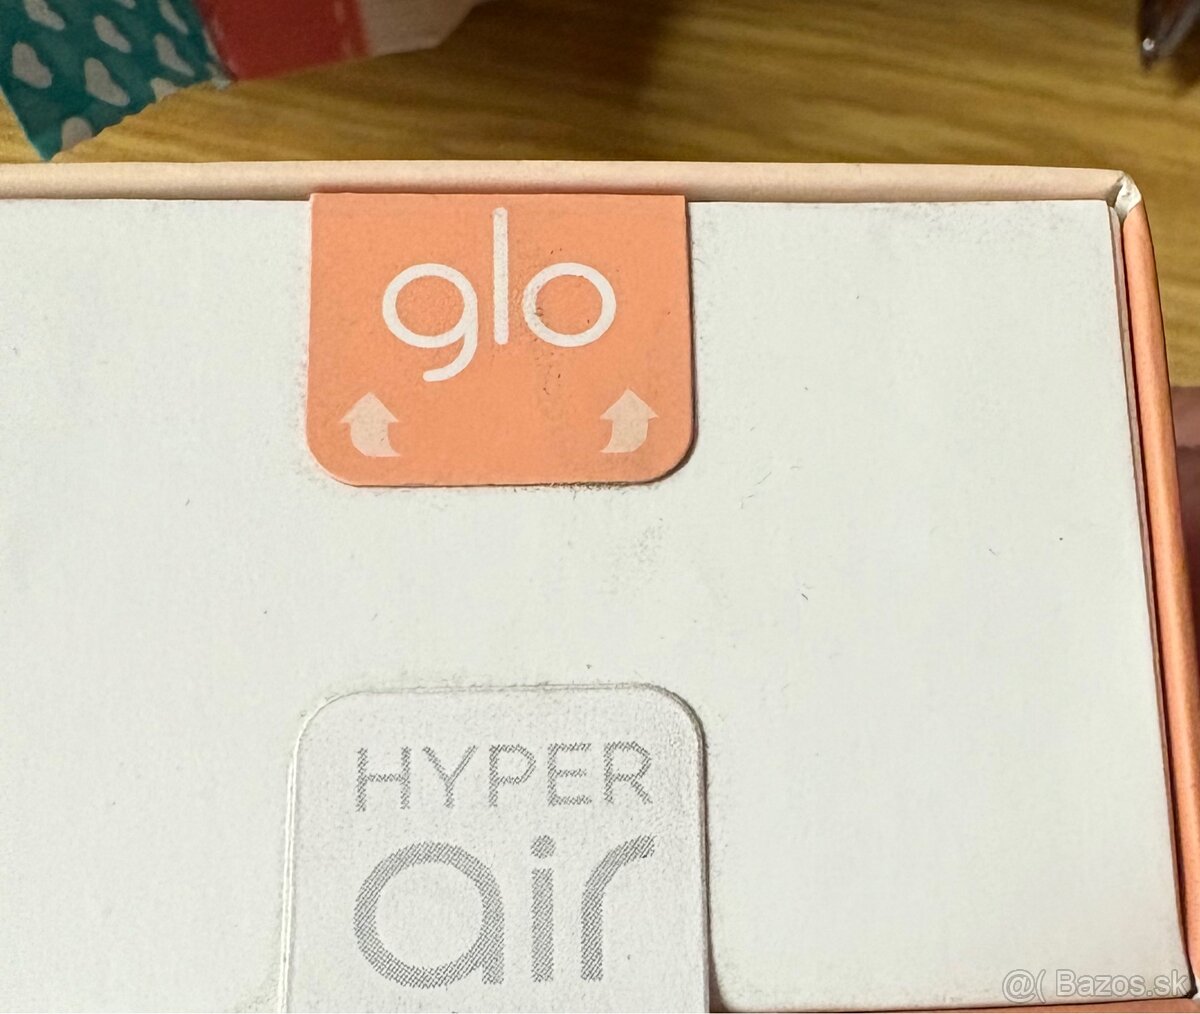 glo
HYPER
air
@( Bazos.sk